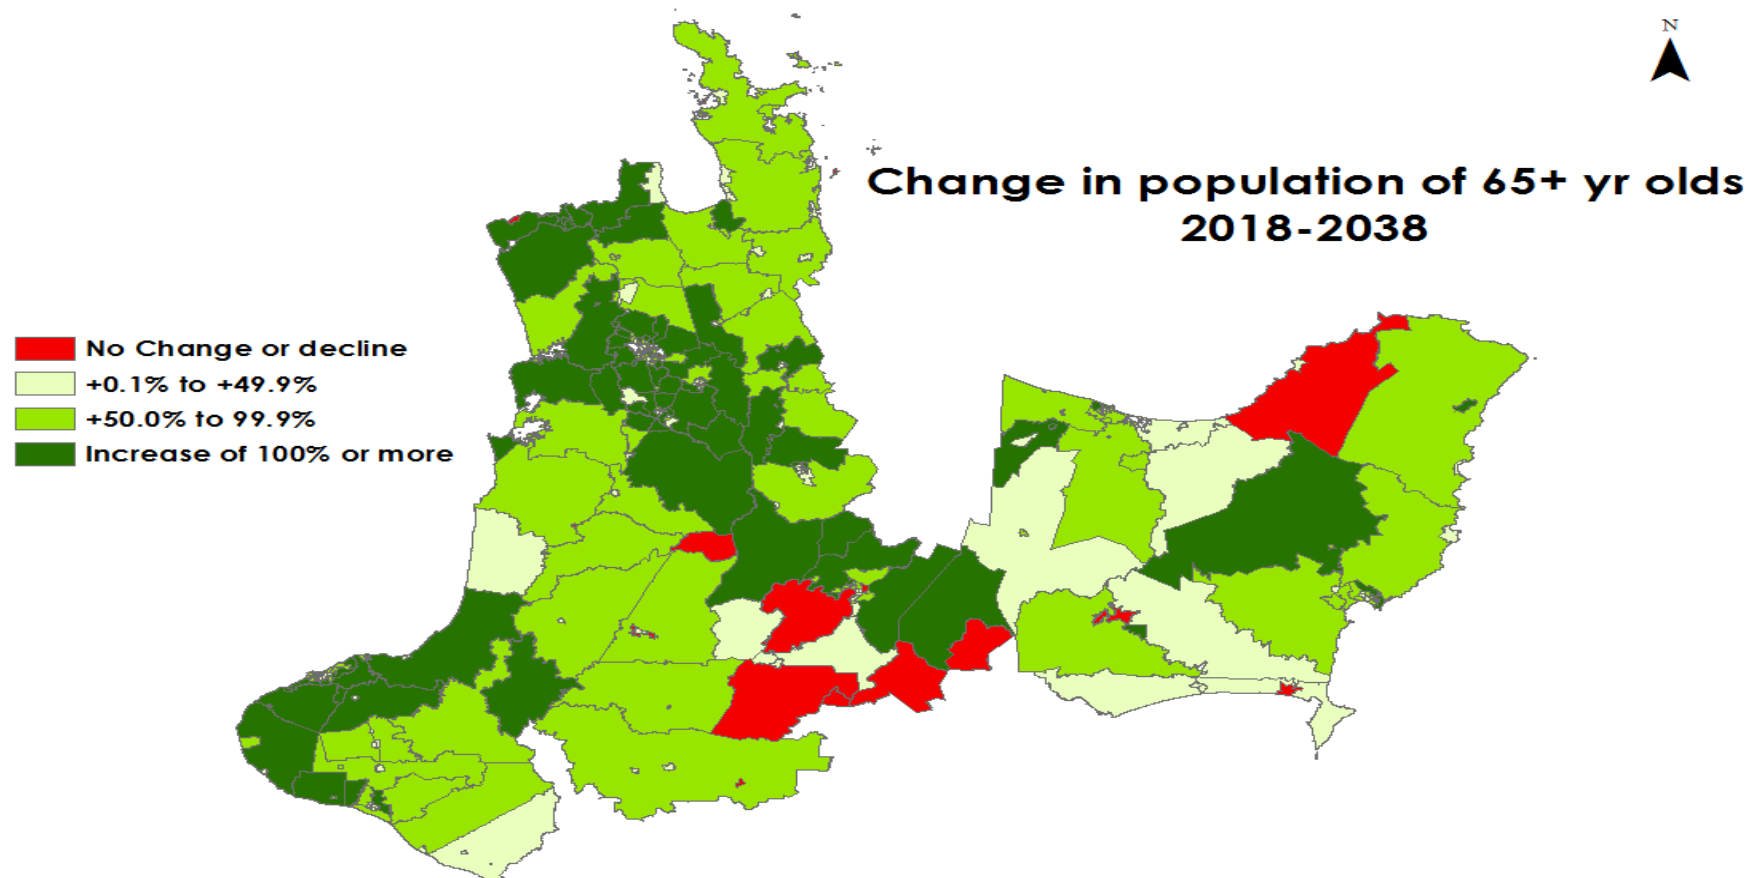 N
Change in population of 65+ yr olds
2018-2038
No Change or decline
+0.1% to +49.9%
+50.0% to 99.9%
Increase of 100% or more